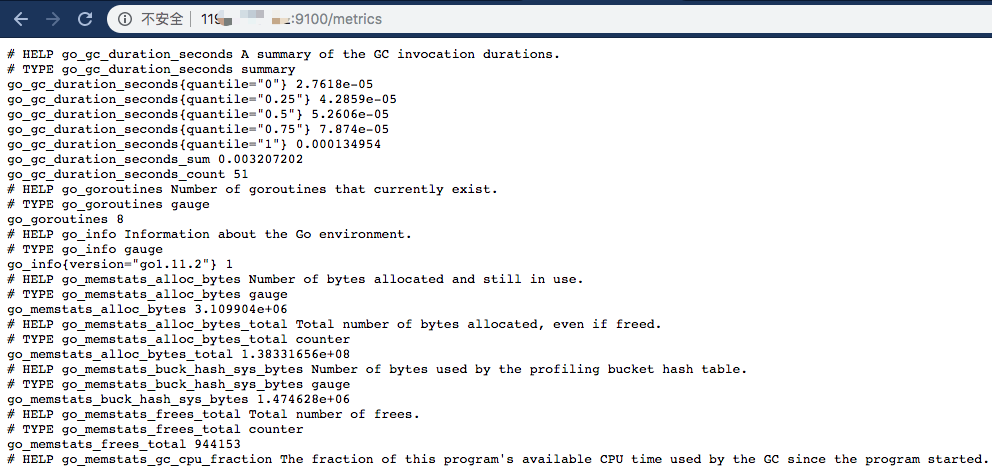 不安全 119 :9100/metrics
# HELP go_gc_duration_seconds A summary of the GC invocation durations.
# TYPE go_gc_duration_seconds summary
go_gc_duration_seconds{quantile="0"} 2.7618e-05
go_gc_duration_seconds{quantile="0.25"} 4.2859e-05
go_gc_duration_seconds{quantile="0.5"} 5.2606e-05
go_gc_duration_seconds{quantile="0.75"} 7.874e-05
go_gc_duration_seconds{quantile="1"} 0.000134954
go_gc_duration_seconds_sum 0.003207202
go_gc_duration_seconds_count 51
# HELP go_goroutines Number of goroutines that currently exist.
# TYPE go_goroutines gauge
go_goroutines 8
# HELP go_info Information about the Go environment.
# TYPE go_info gauge
go_info{version="go1.11.2"} 1
# HELP go_memstats_alloc_bytes Number of bytes allocated and still in use.
# TYPE go_memstats_alloc_bytes gauge
go_memstats_alloc_bytes 3.109904e+06
# HELP go_memstats_alloc_bytes_total Total number of bytes allocated, even if freed.
# TYPE go_memstats_alloc_bytes_total counter
go_memstats_alloc_bytes_total 1.38331656e+08
# HELP go_memstats_buck_hash_sys_bytes Number of bytes used by the profiling bucket hash table.
# TYPE go_memstats_buck_hash_sys_bytes gauge
go_memstats_buck_hash_sys_bytes 1.474628e+06
# HELP go_memstats_frees_total Total number of frees.
# TYPE go_memstats_frees_total counter
go_memstats_frees_total 944153
# HELP go_memstats_gc_cpu_fraction The fraction of this program's available CPU time used by the GC since the program started.